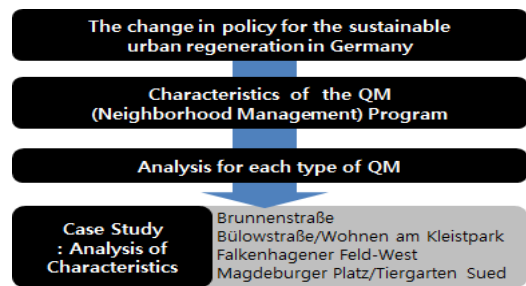 The change in policy for the sustainable
urban regeneration in Germany
Characteristics of the QM
(Neighborhood Management) Program
Analysis for each type of QM
Case Study
: Analysis of
Characteristics
Brunnenstraße
Bülowstraße/Wohnen am Kleistpark
Falkenhagener Feld-West
Magdeburger Platz/Tiergarten Sued